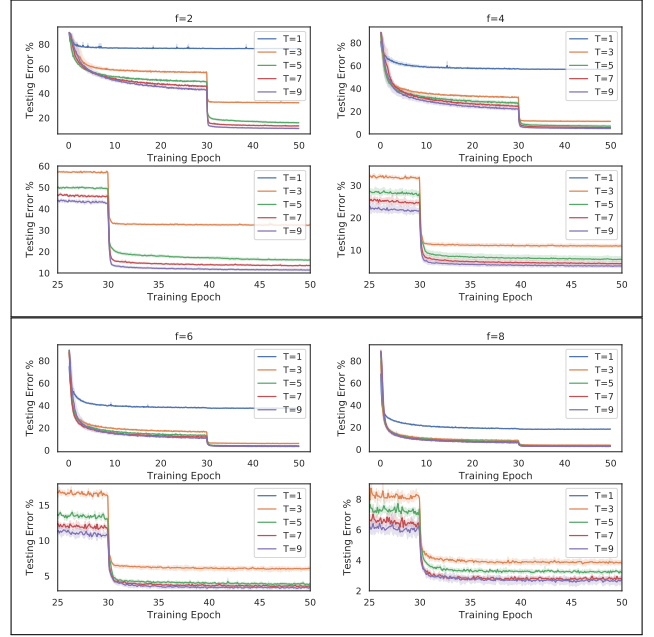 f=2
Testing Error %
80
60
40
20
0 10 20 30 40 50
Training Epoch
T=1
T=3
T=5
T=7
T=9
Testing Error %
60
50
40
30
20
10
25 30 35 40 45 50
Training Epoch
T=1
T=3
T=5
T=7
T=9
f=4
Testing Error %
80
60
40
20
0
0 10 20 30 40 50
Training Epoch
T=1
T=3
T=5
T=7
T=9
Testing Error %
30
20
10
25 30 35 40 45 50
Training Epoch
T=1
T=3
T=5
T=7
T=9
f=6
Testing Error %
80
60
40
20
0
0 10 20 30 40 50
Training Epoch
T=1
T=3
T=5
T=7
T=9
Testing Error %
15
10
5
25 30 35 40 45 50
Training Epoch
T=1
T=3
T=5
T=7
T=9
f=8
Testing Error %
80
60
40
20
0
0 10 20 30 40 50
Training Epoch
T=1
T=3
T=5
T=7
T=9
Testing Error %
8
6
4
2
25 30 35 40 45 50
Training Epoch
T=1
T=3
T=5
T=7
T=9